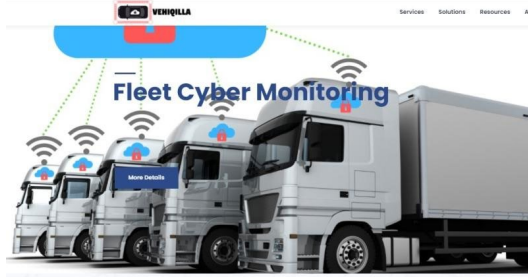 VEHIQILLA
Services Solutions Resources A
Fleet Cyber Monitoring
More Details